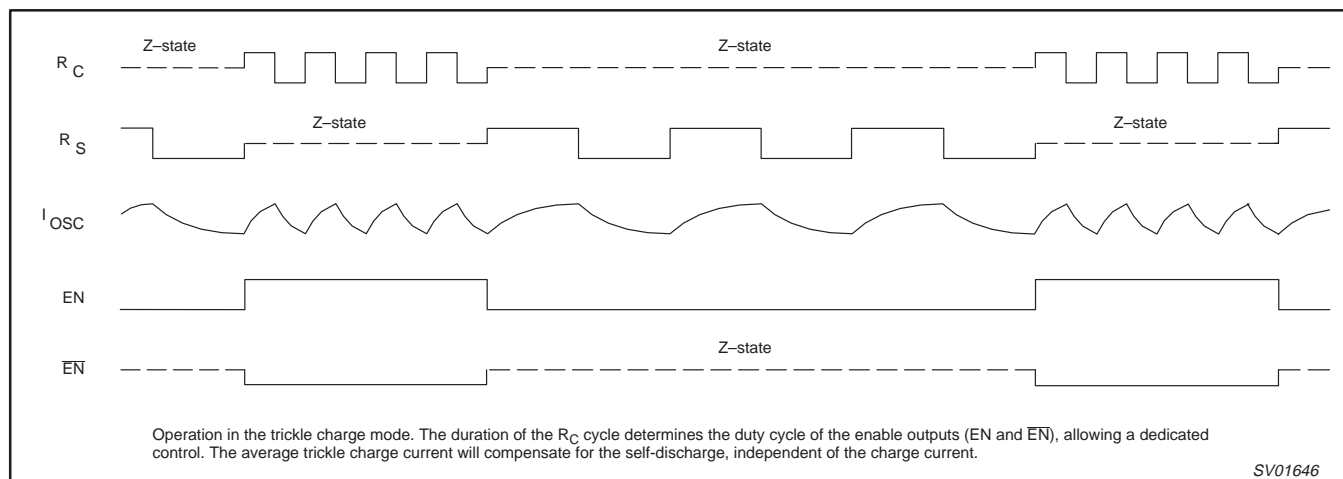 Z–state Z–state
R C
Z–state Z–state
R S
I OSC
EN
Z–state
E̅N̅
Operation in the trickle charge mode. The duration of the RC cycle determines the duty cycle of the enable outputs (EN and E̅N̅), allowing a dedicated
control. The average trickle charge current will compensate for the self-discharge, independent of the charge current.
SV01646